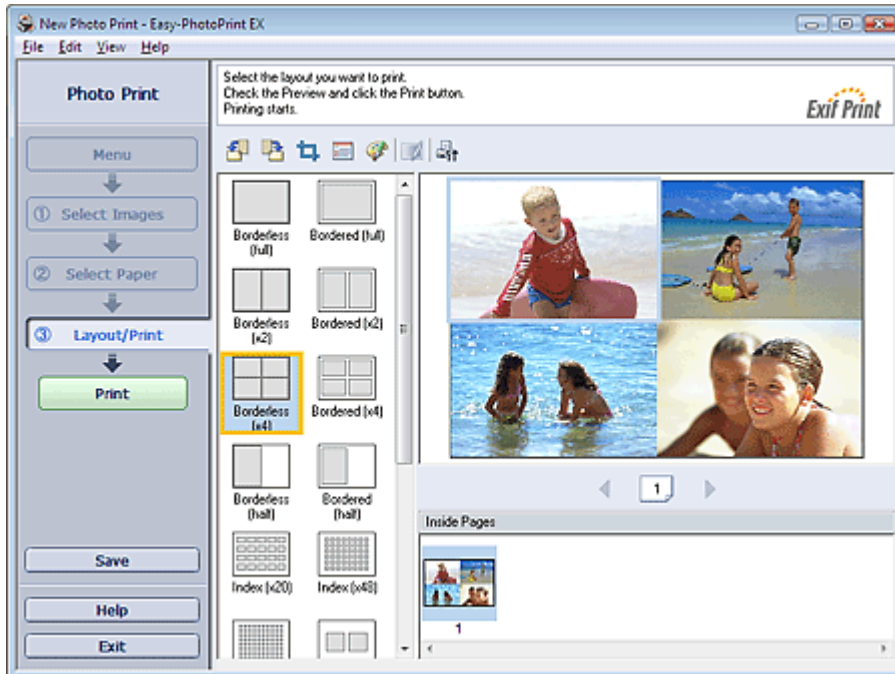 New Photo Print - Easy-PhotoPrint EX
File Edit View Help
Photo Print
Menu
① Select Images
② Select Paper
③ Layout/Print
Print
Save
Help
Exit
Select the layout you want to print.
Check the Preview and click the Print button.
Printing starts.
Exif Print
Borderless
(full)
Bordered (full)
Borderless
(x2)
Bordered (x2)
Borderless
(x4)
Bordered (x4)
Borderless
(half)
Bordered
(half)
Index (x20)
Index (x48)
1
Inside Pages
1